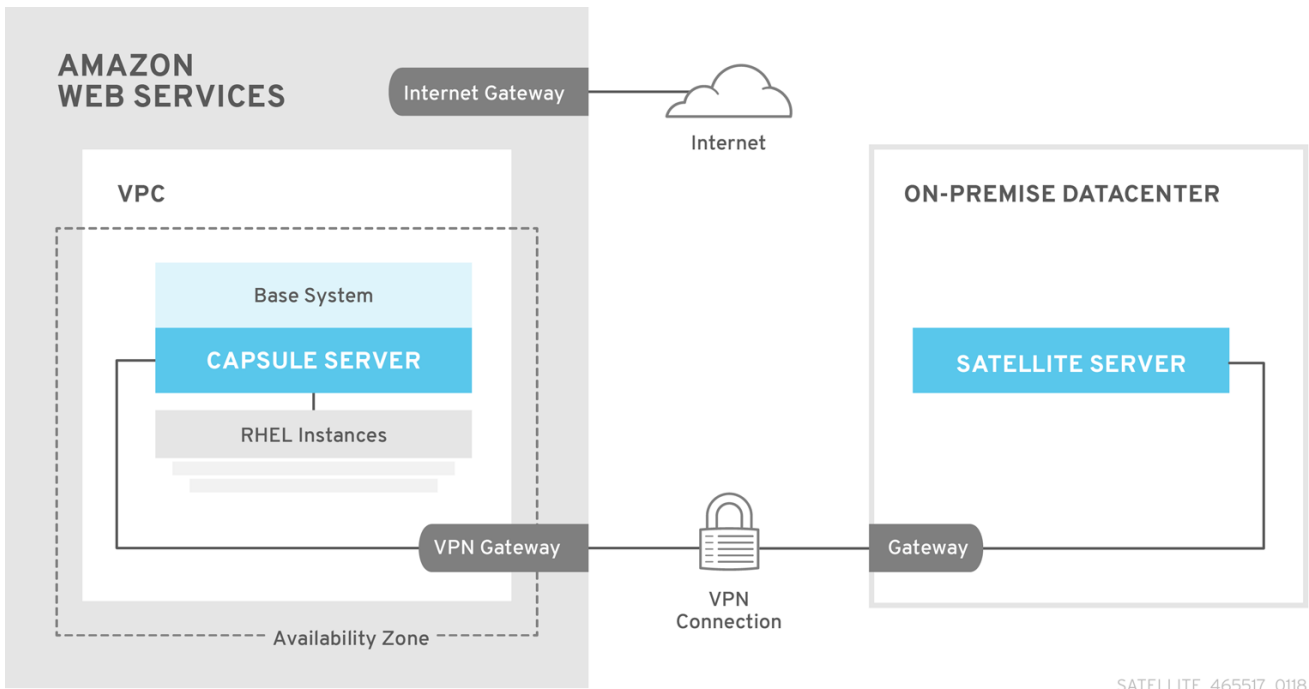 AMAZON
WEB SERVICES
Internet Gateway
Internet
VPC
ON-PREMISE DATACENTER
Base System
CAPSULE SERVER
SATELLITE SERVER
RHEL Instances
VPN Gateway
Gateway
VPN
Connection
Availability Zone
SATELLITE_465517_0118